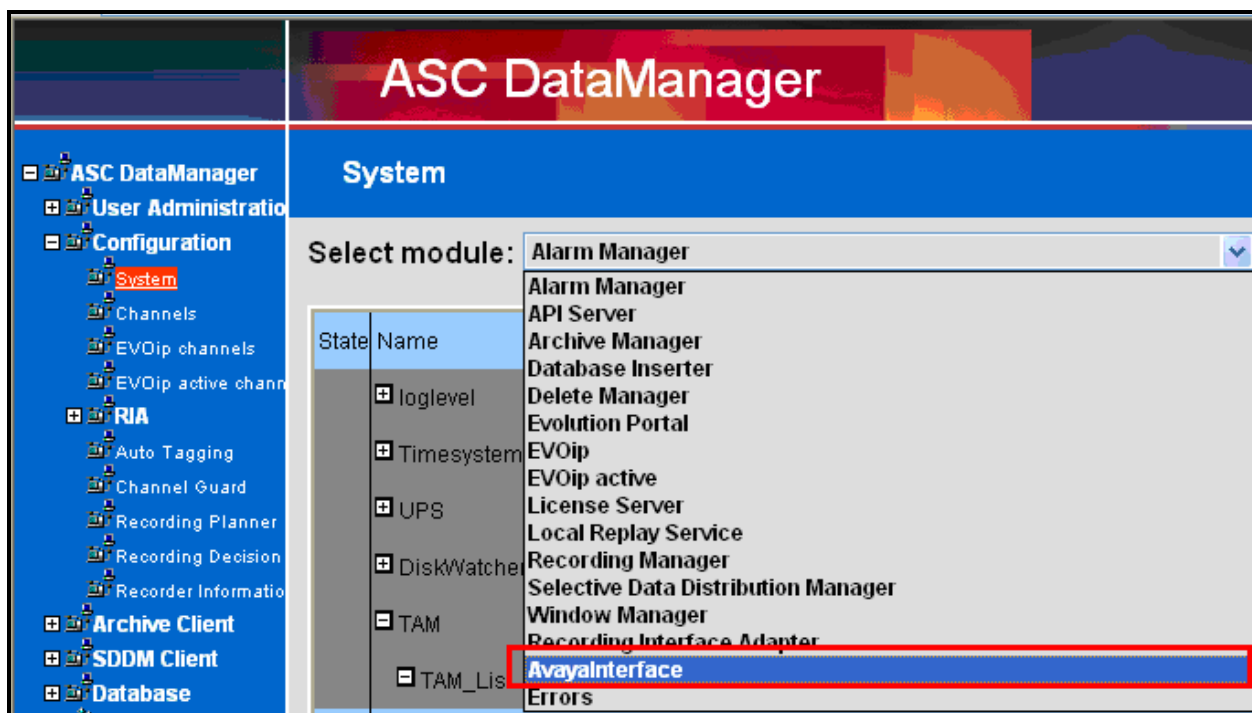 ASC DataManager
ASC DataManager
User Administratio
Configuration
System
Channels
EVOip channels
EVOip active chann
RIA
Auto Tagging
Channel Guard
Recording Planner
Recording Decision
Recorder Informatio
Archive Client
SDDM Client
Database
System
Select module: Alarm Manager
Alarm Manager
API Server
Archive Manager
Database Inserter
Delete Manager
Evolution Portal
EVOip
EVOip active
License Server
Local Replay Service
Recording Manager
Selective Data Distribution Manager
Window Manager
Recording Interface Adapter
AvayaInterface
Errors
State Name
loglevel
Timesystem
UPS
DiskWatcher
TAM
TAM_Lis